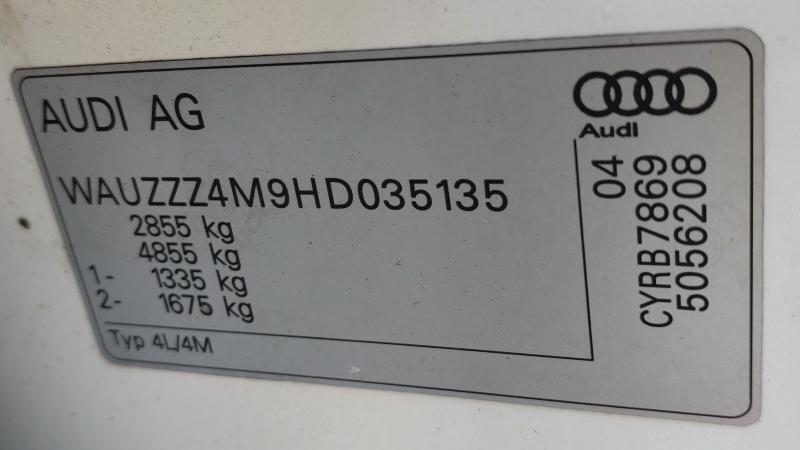 AUDI AG
Audi
WAUZZZ4M9HD035135
2855 kg
4855 kg
1- 1335 kg
2- 1675 kg
Typ 4L/4M
04
CYRB7869
5056208